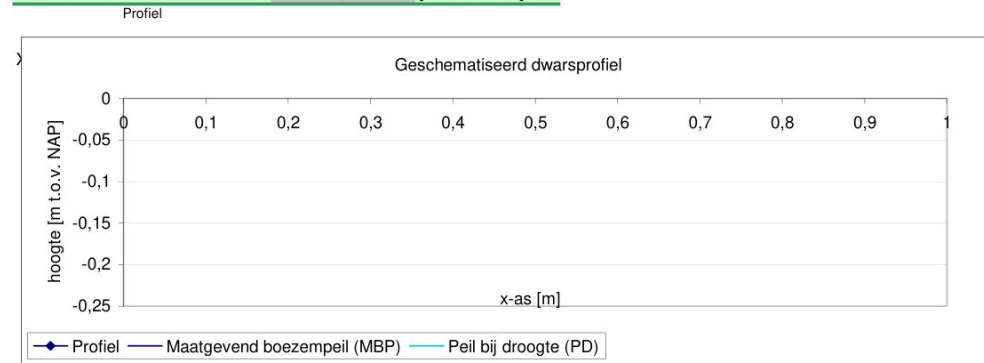 Profiel
Geschematiseerd dwarsprofiel
0
0 0,1 0,2 0,3 0,4 0,5 0,6 0,7 0,8 0,9 1
-0,05
-0,1
-0,15
-0,2
-0,25
hoogte [m t.o.v. NAP]
x-as [m]
Profiel Maatgevend boezempeil (MBP) Peil bij droogte (PD)